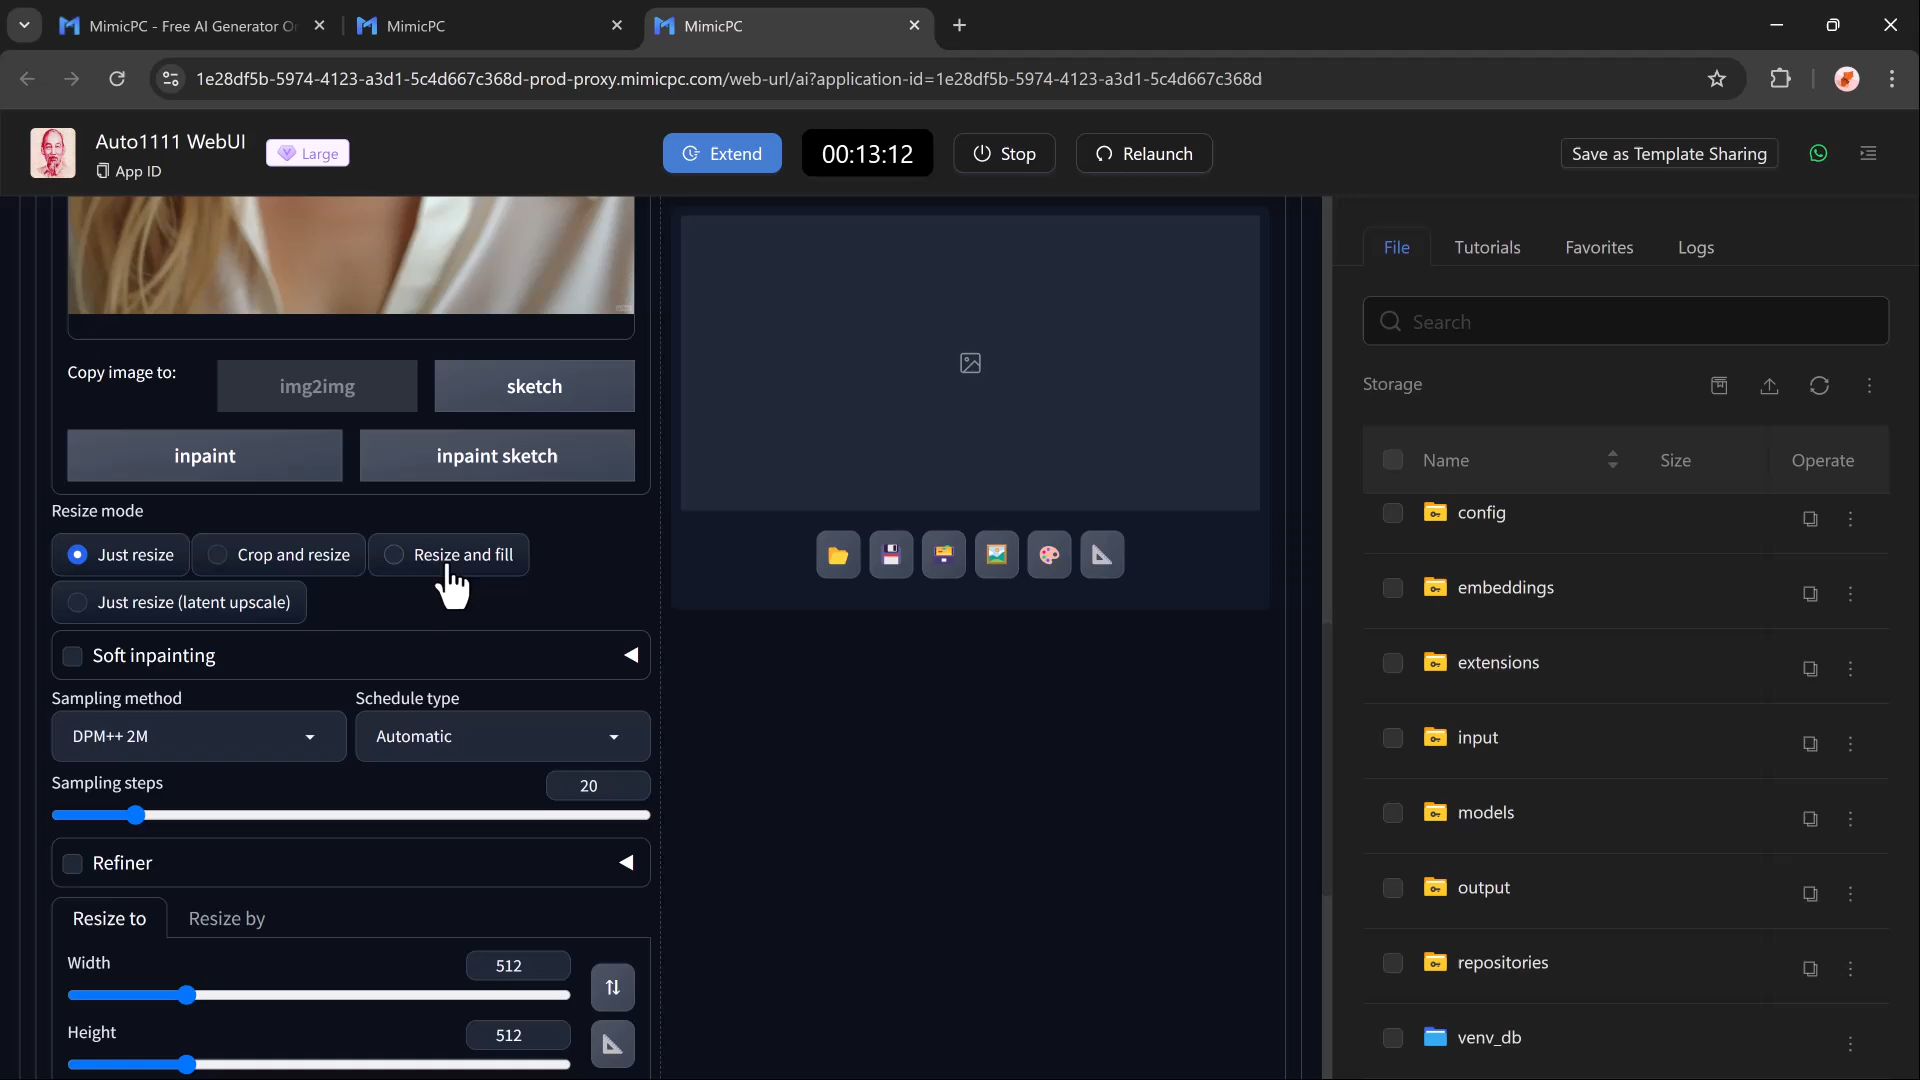 MimicPC - Free AI Generator Or
MimicPC
MimicPC
1e28df5b-5974-4123-a3d1-5c4d667c368d-prod-proxy.mimicpc.com/web-url/ai?application-id=1e28df5b-5974-4123-a3d1-5c4d667c368d
Auto1111 WebUI
App ID
Large
Extend
00:13:12
Stop
Relaunch
Save as Template Sharing
Copy image to:
img2img
sketch
inpaint
inpaint sketch
Resize mode
Just resize
Crop and resize
Resize and fill
Just resize (latent upscale)
Soft inpainting
Sampling method
Schedule type
DPM++ 2M
Automatic
Sampling steps
20
Refiner
Resize to
Resize by
Width
512
Height
512
File
Tutorials
Favorites
Logs
Search
Storage
Name
Size
Operate
config
embeddings
extensions
input
models
output
repositories
venv_db